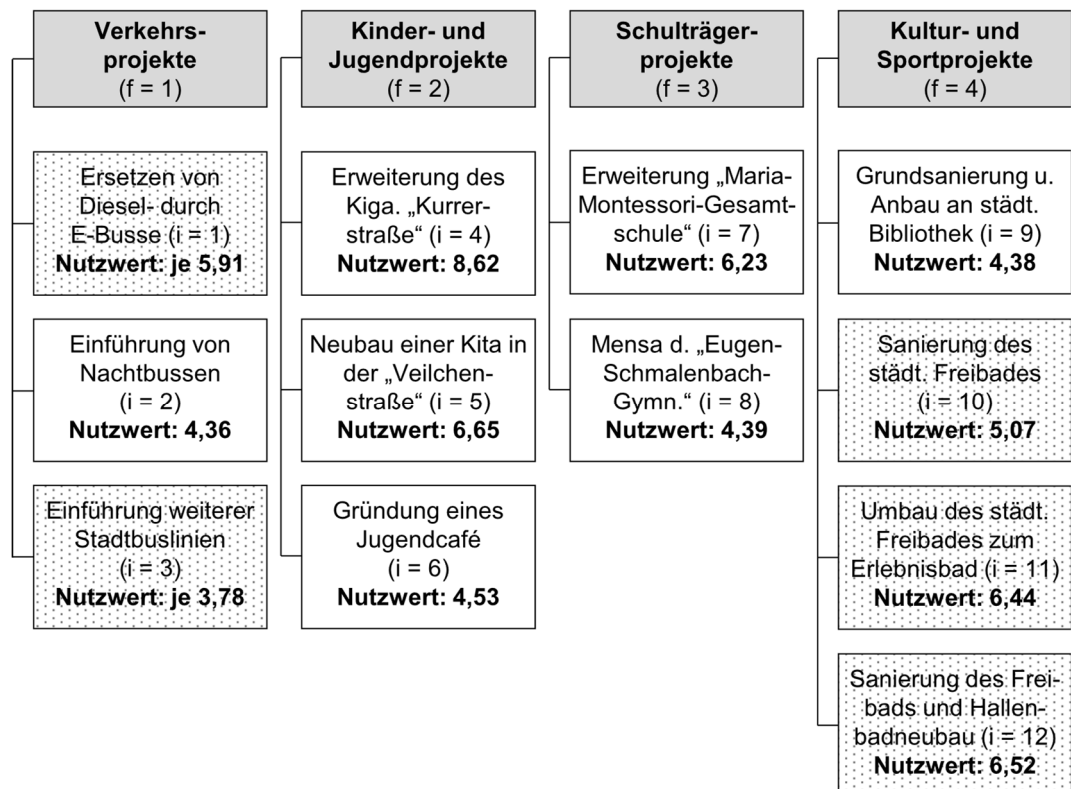 Verkehrs-
projekte
(f = 1)
Ersetzen von
Diesel- durch
E-Busse (i = 1)
Nutzwert: je 5,91
Einführung von
Nachtbussen
(i = 2)
Nutzwert: 4,36
Einführung weiterer
Stadtbuslinien
(i = 3)
Nutzwert: je 3,78
Kinder- und
Jugendprojekte
(f = 2)
Erweiterung des
Kiga. „Kurrer-
straße“ (i = 4)
Nutzwert: 8,62
Neubau einer Kita in
der „Veilchen-
straße“ (i = 5)
Nutzwert: 6,65
Gründung eines
Jugendcafé
(i = 6)
Nutzwert: 4,53
Schulträger-
projekte
(f = 3)
Erweiterung „Maria-
Montessori-Gesamt-
schule“ (i = 7)
Nutzwert: 6,23
Mensa d. „Eugen-
Schmalenbach-
Gymn.“ (i = 8)
Nutzwert: 4,39
Kultur- und
Sportprojekte
(f = 4)
Grundsanierung u.
Anbau an städt.
Bibliothek (i = 9)
Nutzwert: 4,38
Sanierung des
städt. Freibades
(i = 10)
Nutzwert: 5,07
Umbau des städt.
Freibades zum
Erlebnisbad (i = 11)
Nutzwert: 6,44
Sanierung des Frei-
bads und Hallen-
badneubau (i = 12)
Nutzwert: 6,52